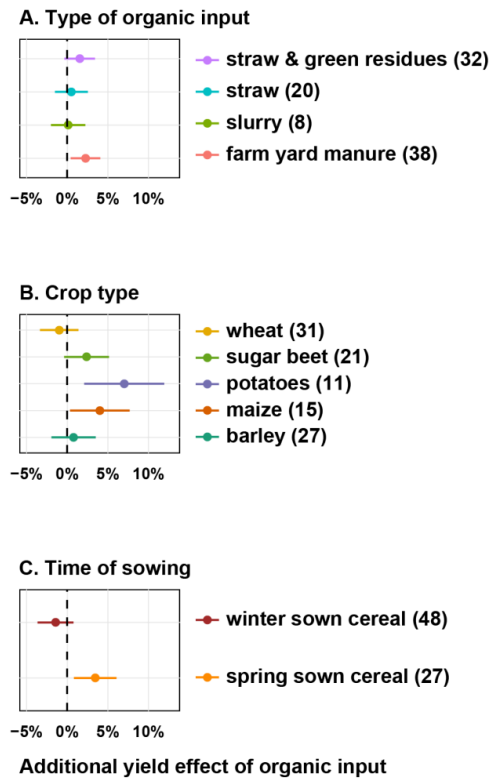 A. Type of organic input
straw & green residues (32)
straw (20)
slurry (8)
farm yard manure (38)
−5% 0% 5% 10%
B. Crop type
wheat (31)
sugar beet (21)
potatoes (11)
maize (15)
barley (27)
−5% 0% 5% 10%
C. Time of sowing
winter sown cereal (48)
spring sown cereal (27)
−5% 0% 5% 10%
Additional yield effect of organic input